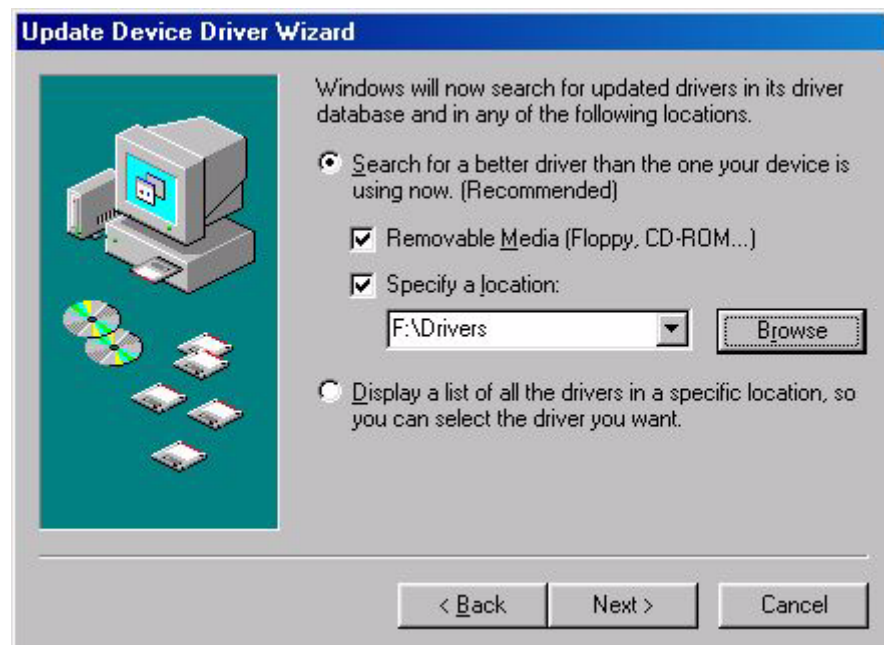 Update Device Driver Wizard
Windows will now search for updated drivers in its driver
database and in any of the following locations.
Search for a better driver than the one your device is
using now. (Recommended)
Removable Media (Floppy, CD-ROM...)
Specify a location:
F:\Drivers
Browse
Display a list of all the drivers in a specific location, so
you can select the driver you want.
< Back
Next >
Cancel